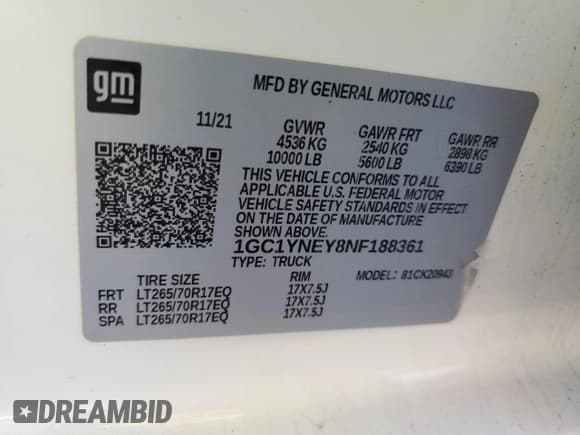 gm
MFD BY GENERAL MOTORS LLC
11/21 GVWR GAWR FRT GAWR RR
4536 KG 2540 KG 2898 KG
10000 LB 5600 LB 6390 LB
THIS VEHICLE CONFORMS TO ALL
APPLICABLE U.S. FEDERAL MOTOR
VEHICLE SAFETY STANDARDS IN EFFECT
ON THE DATE OF MANUFACTURE
SHOWN ABOVE.
1GC1YNEY8NF188361
TYPE: TRUCK MODEL: 81CK20943
TIRE SIZE RIM
FRT LT265/70R17EQ 17X7.5J
RR LT265/70R17EQ 17X7.5J
SPA LT265/70R17EQ 17X7.5J
DREAMBID